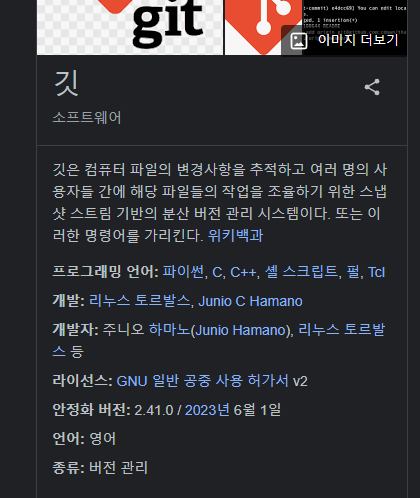 git
-commit) e4dcc69] You can edit loca
이미지 더보기
깃
소프트웨어
깃은 컴퓨터 파일의 변경사항을 추적하고 여러 명의 사
용자들 간에 해당 파일들의 작업을 조율하기 위한 스냅
샷 스트림 기반의 분산 버전 관리 시스템이다. 또는 이
러한 명령어를 가리킨다. 위키백과
프로그래밍 언어: 파이썬, C, C++, 셸 스크립트, 펄, Tcl
개발: 리누스 토르발스, Junio C Hamano
개발자: 주니오 하마노(Junio Hamano), 리누스 토르발
스 등
라이선스: GNU 일반 공중 사용 허가서 v2
안정화 버전: 2.41.0 / 2023년 6월 1일
언어: 영어
종류: 버전 관리